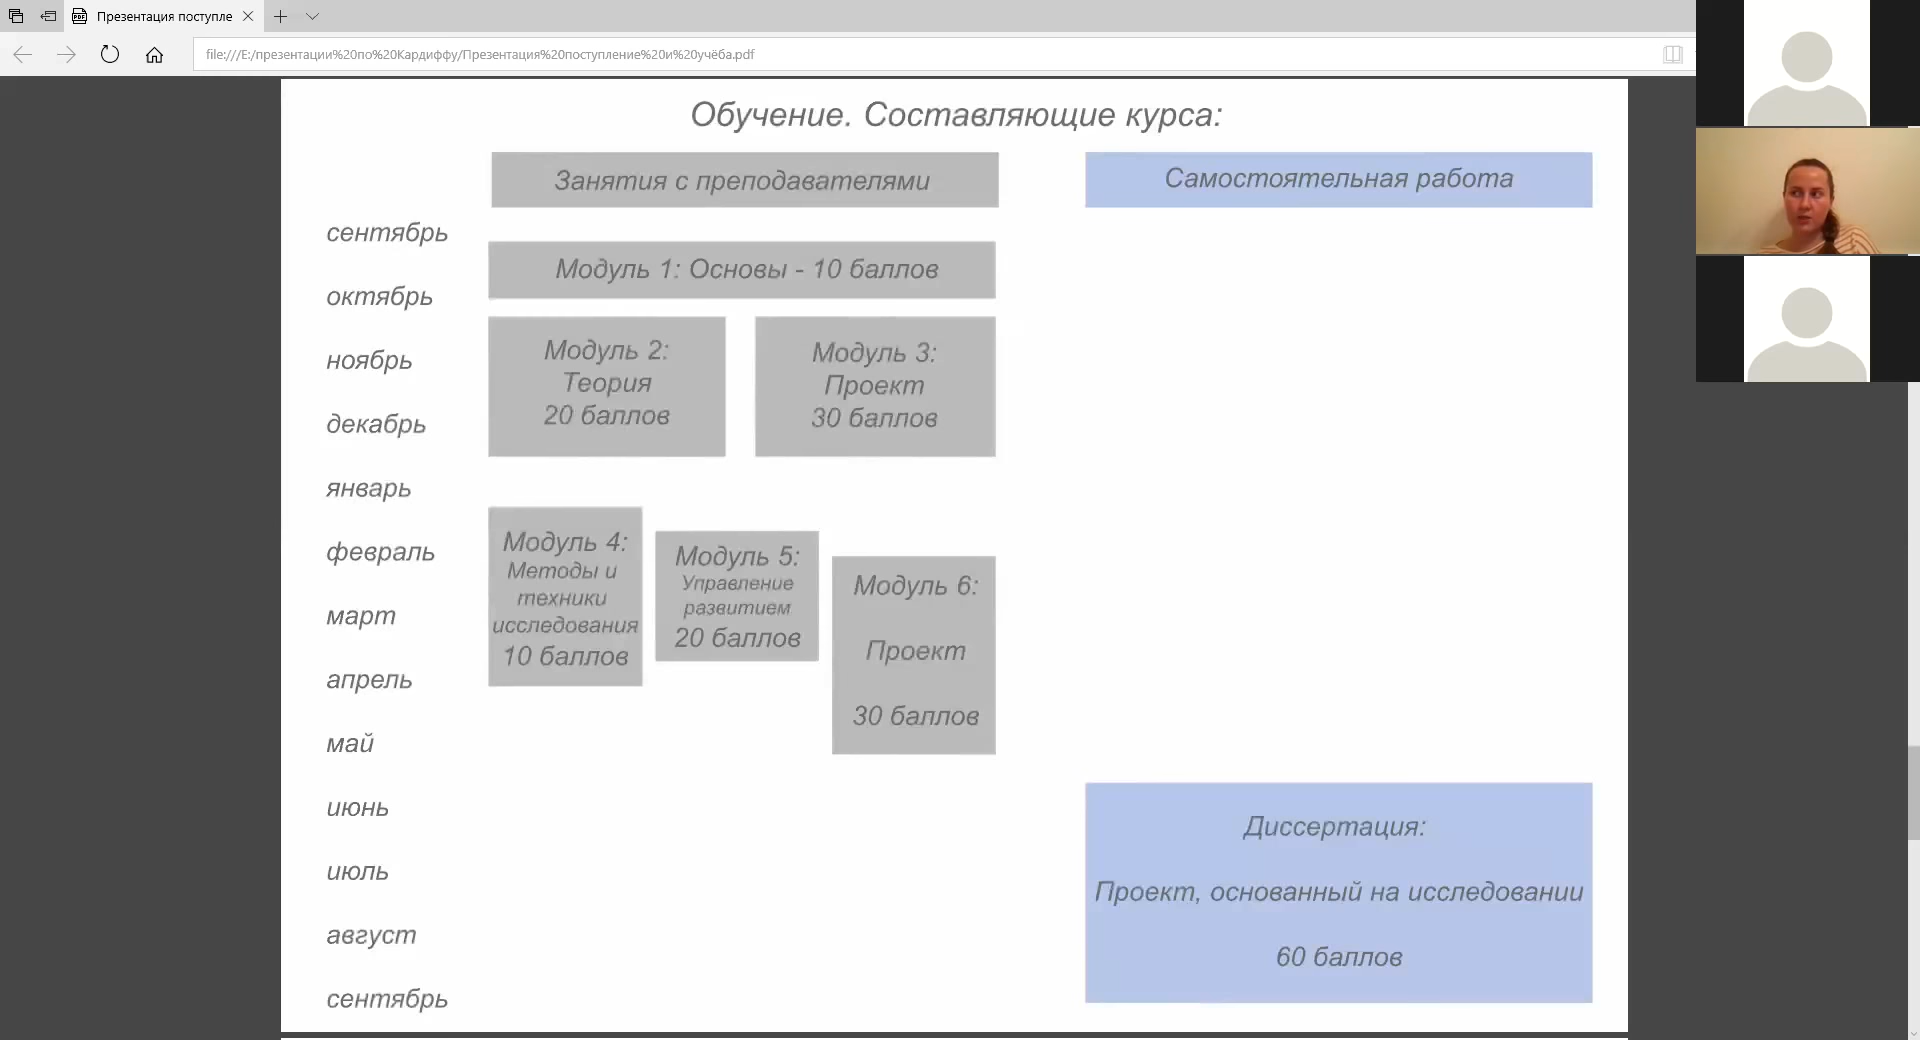 Презентация поступле
file:///E:/презентации%20по%20Кардиффу/Презентация%20поступление%20и%20учёба.pdf
Обучение. Составляющие курса:
Занятия с преподавателями
Самостоятельная работа
сентябрь
Модуль 1: Основы - 10 баллов
октябрь
ноябрь
декабрь
Модуль 2:
Теория
20 баллов
Модуль 3:
Проект
30 баллов
январь
февраль
март
апрель
май
Модуль 4:
Методы и
техники
исследования
10 баллов
Модуль 5:
Управление
развитием
20 баллов
Модуль 6:
Проект
30 баллов
июнь
июль
август
сентябрь
Диссертация:
Проект, основанный на исследовании
60 баллов